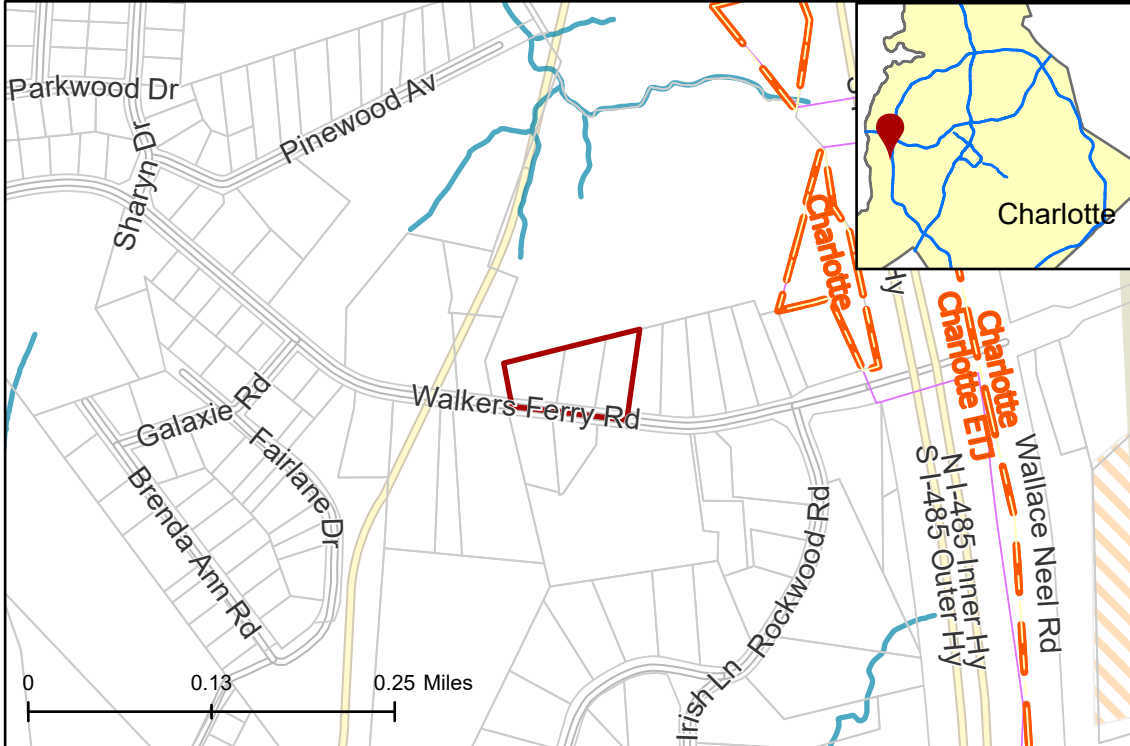 Parkwood Dr
Pinewood Av
Sharyn Dr
Charlotte
Charlotte
Hy
Walkers Ferry Rd
Galaxie Rd
Fairlane Dr
Brenda Ann Rd
Charlotte
Charlotte ETJ
Wallace Neel Rd
N I-485 Inner Hy
S I-485 Outer Hy
Rockwood Rd
Irish Ln
0 0.13 0.25 Miles